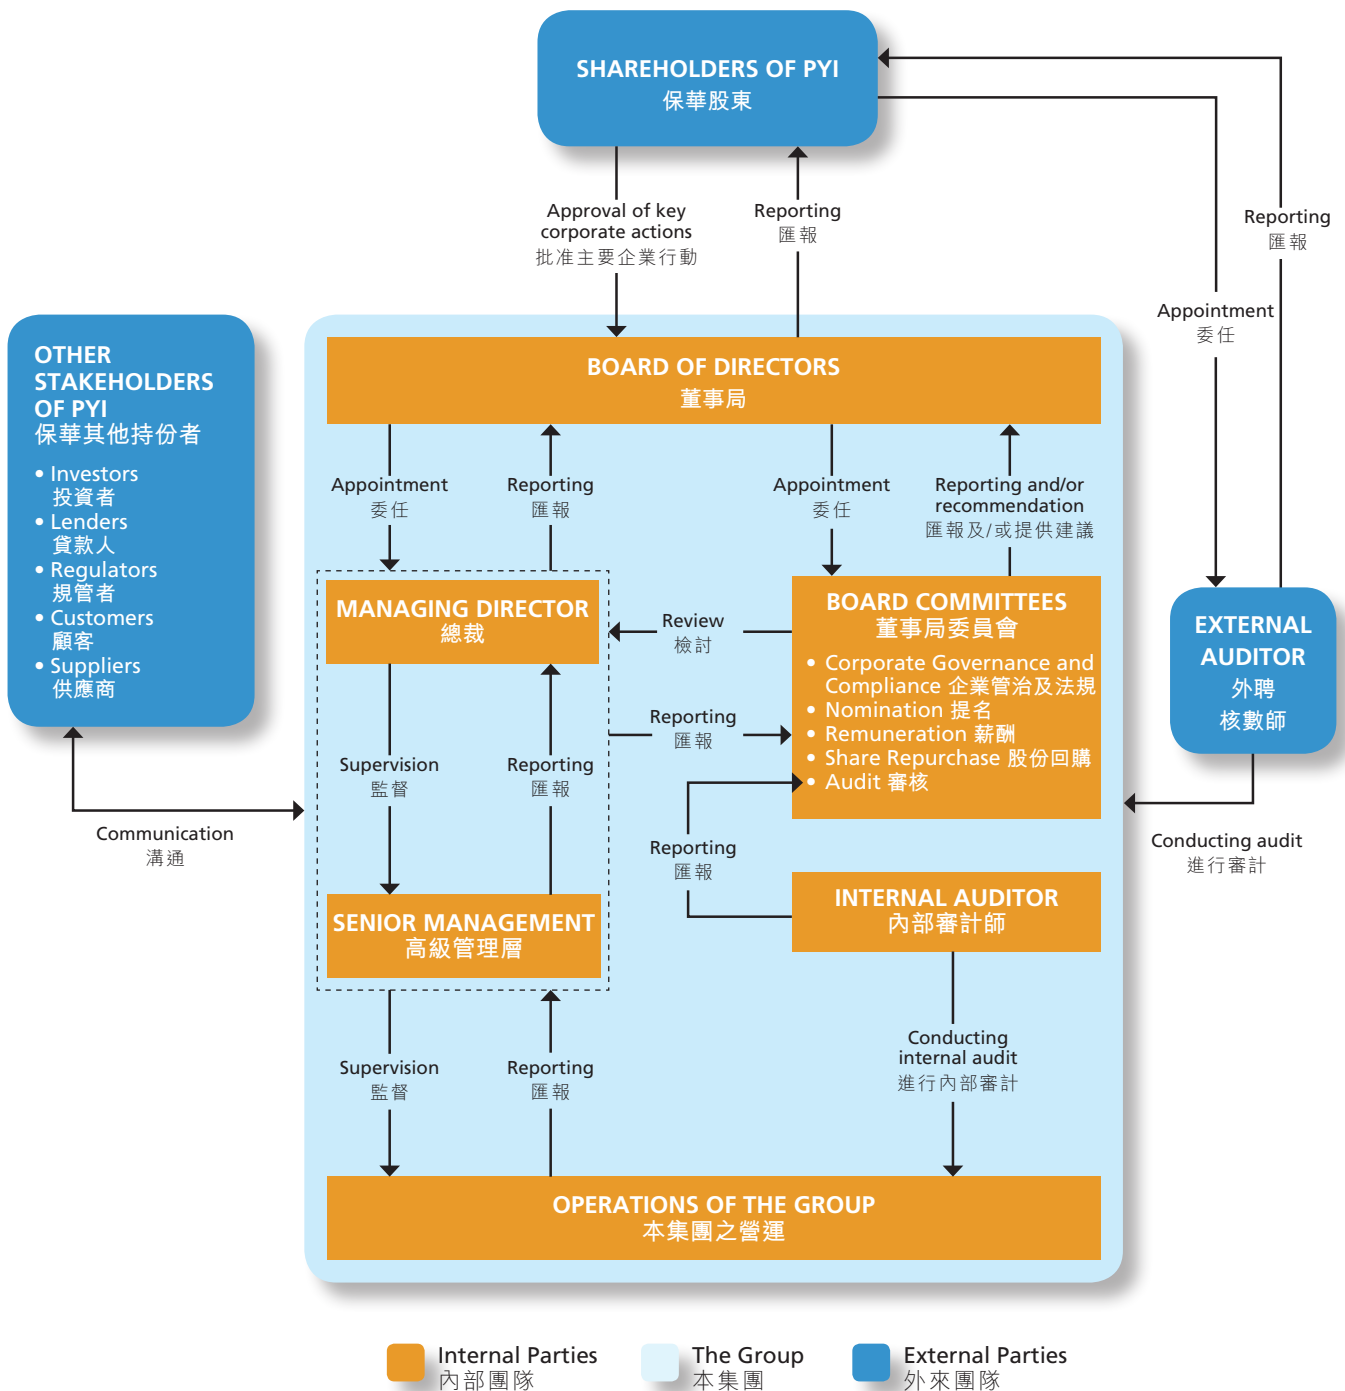 SHAREHOLDERS OF PYI
保華股東
Approval of key
corporate actions
批准主要企業行動
Reporting
匯報
Reporting
匯報
Appointment
委任
OTHER
STAKEHOLDERS
OF PYI
保華其他持份者
• Investors
投資者
• Lenders
貸款人
• Regulators
規管者
• Customers
顧客
• Suppliers
供應商
BOARD OF DIRECTORS
董事局
Appointment
委任
Reporting
匯報
Appointment
委任
Reporting and/or
recommendation
匯報及/或提供建議
MANAGING DIRECTOR
總裁
Review
檢討
BOARD COMMITTEES
董事局委員會
• Corporate Governance and
Compliance 企業管治及法規
• Nomination 提名
• Remuneration 薪酬
• Share Repurchase 股份回購
• Audit 審核
EXTERNAL
AUDITOR
外聘
核數師
Reporting
匯報
Supervision
監督
Reporting
匯報
Communication
溝通
Reporting
匯報
Conducting audit
進行審計
SENIOR MANAGEMENT
高級管理層
INTERNAL AUDITOR
內部審計師
Supervision
監督
Reporting
匯報
Conducting
internal audit
進行內部審計
OPERATIONS OF THE GROUP
本集團之營運
Internal Parties
內部團隊
The Group
本集團
External Parties
外來團隊